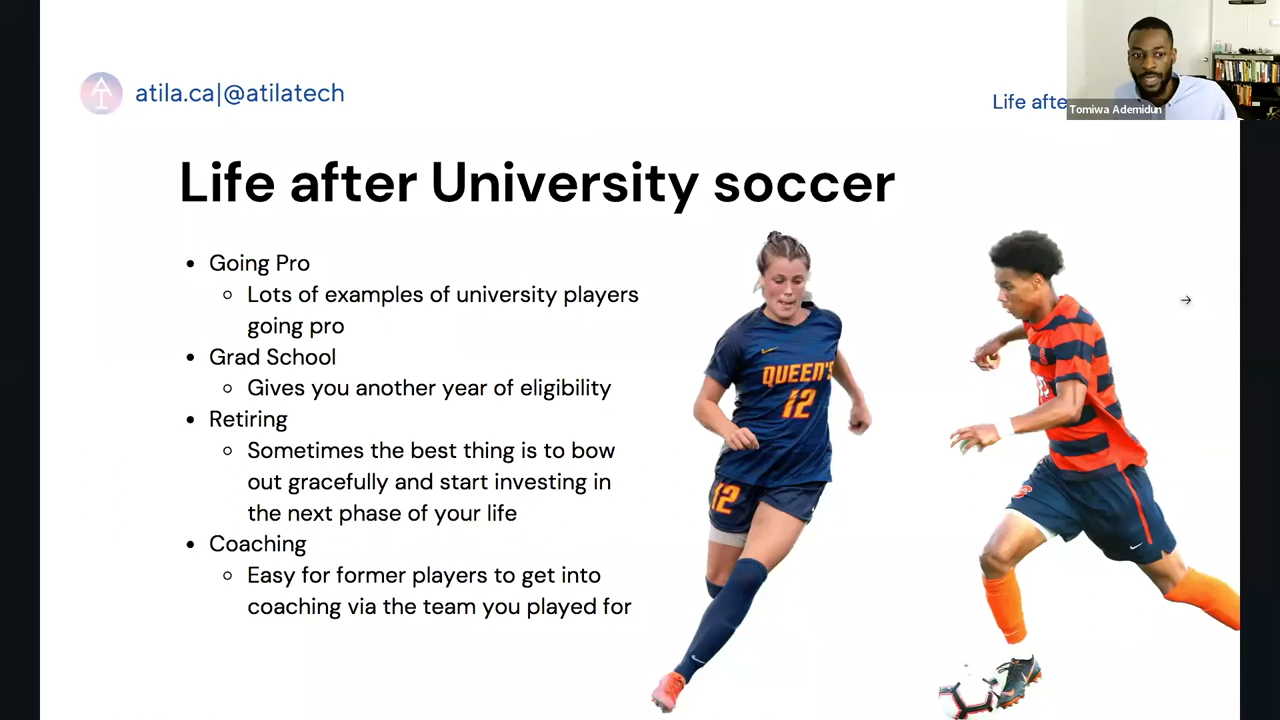 atila.ca|@atilatech
Life afte
Tomiwa Ademidun
Life after University soccer
• Going Pro
○ Lots of examples of university players
going pro
• Grad School
○ Gives you another year of eligibility
• Retiring
○ Sometimes the best thing is to bow
out gracefully and start investing in
the next phase of your life
• Coaching
○ Easy for former players to get into
coaching via the team you played for
QUEEN'S
12
12